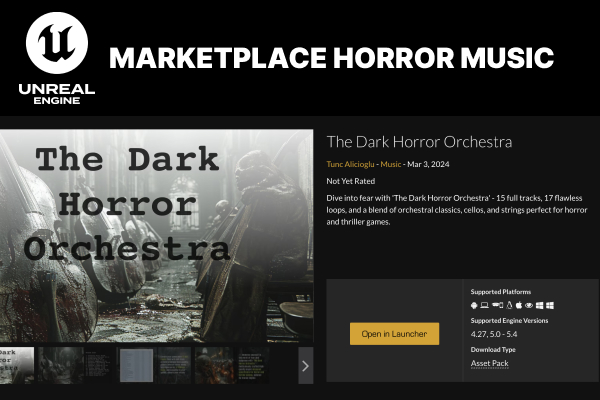 UNREAL
ENGINE
MARKETPLACE HORROR MUSIC
The Dark
Horror
Orchestra
The Dark Horror Orchestra
Tunc Alicioglu - Music - Mar 3, 2024
Not Yet Rated
Dive into fear with 'The Dark Horror Orchestra' - 15 full tracks, 17 flawless
loops, and a blend of orchestral classics, cellos, and strings perfect for horror
and thriller games.
Open in Launcher
Supported Platforms
Supported Engine Versions
4.27, 5.0 - 5.4
Download Type
Asset Pack